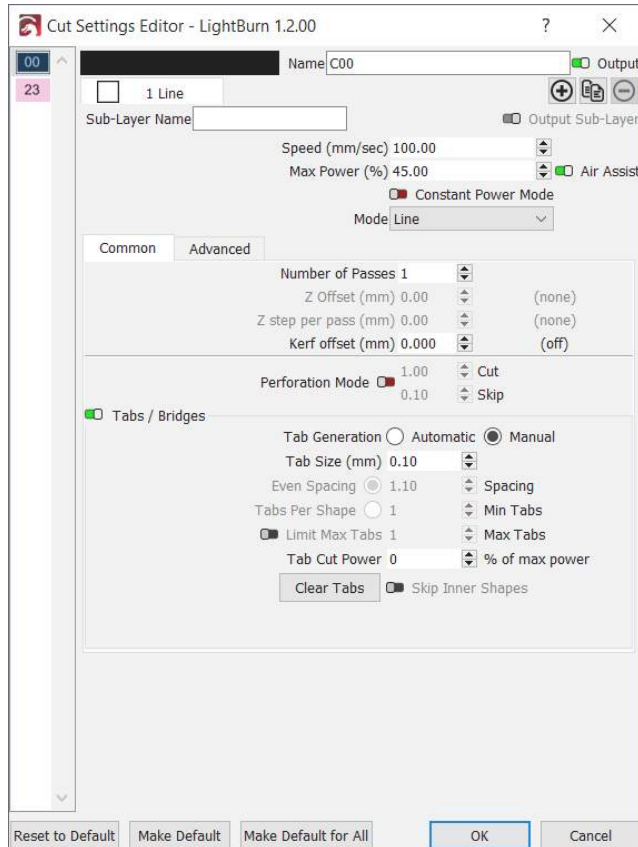 Cut Settings Editor - LightBurn 1.2.00 ? X
00 Name C00 Output
23 1 Line
Sub-Layer Name Output Sub-Layer
Speed (mm/sec) 100.00
Max Power (%) 45.00 Air Assist
Constant Power Mode
Mode Line
Common Advanced
Number of Passes 1
Z Offset (mm) 0.00 (none)
Z step per pass (mm) 0.00 (none)
Kerf offset (mm) 0.000 (off)
1.00 Cut
Perforation Mode
0.10 Skip
Tabs / Bridges
Tab Generation Automatic Manual
Tab Size (mm) 0.10
Even Spacing 1.10 Spacing
Tabs Per Shape 1 Min Tabs
Limit Max Tabs 1 Max Tabs
Tab Cut Power 0 % of max power
Clear Tabs Skip Inner Shapes
Reset to Default Make Default Make Default for All OK Cancel